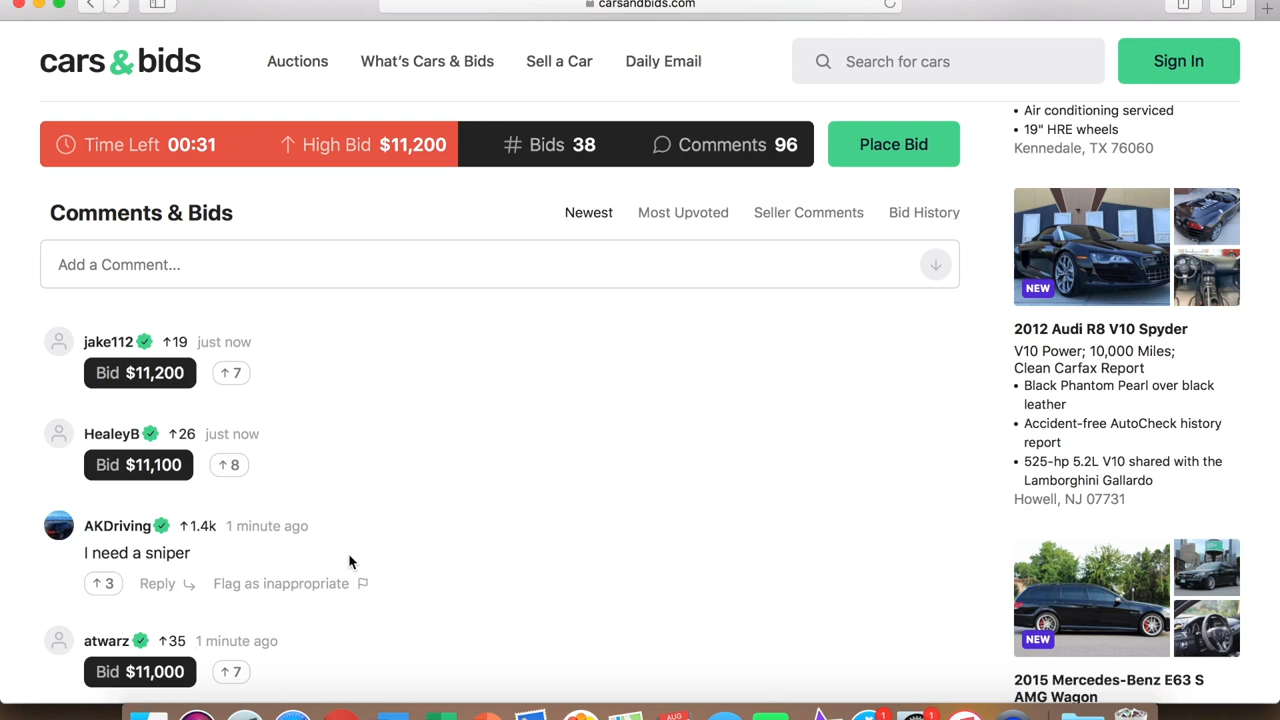 carsandbids.com
cars & bids
Auctions
What's Cars & Bids
Sell a Car
Daily Email
Search for cars
Sign In
Time Left 00:31
High Bid $11,200
# Bids 38
Comments 96
Place Bid
Comments & Bids
Newest
Most Upvoted
Seller Comments
Bid History
Add a Comment...
jake112 ↑19 just now
Bid $11,200 ↑ 7
HealeyB ↑26 just now
Bid $11,100 ↑ 8
AKDriving ↑1.4k 1 minute ago
I need a sniper
↑ 3 Reply Flag as inappropriate
atwarz ↑35 1 minute ago
Bid $11,000 ↑ 7
• Air conditioning serviced
• 19" HRE wheels
Kennedale, TX 76060
NEW
2012 Audi R8 V10 Spyder
V10 Power; 10,000 Miles;
Clean Carfax Report
• Black Phantom Pearl over black
leather
• Accident-free AutoCheck history
report
• 525-hp 5.2L V10 shared with the
Lamborghini Gallardo
Howell, NJ 07731
NEW
2015 Mercedes-Benz E63 S
AMG Wagon
AUG
1
1